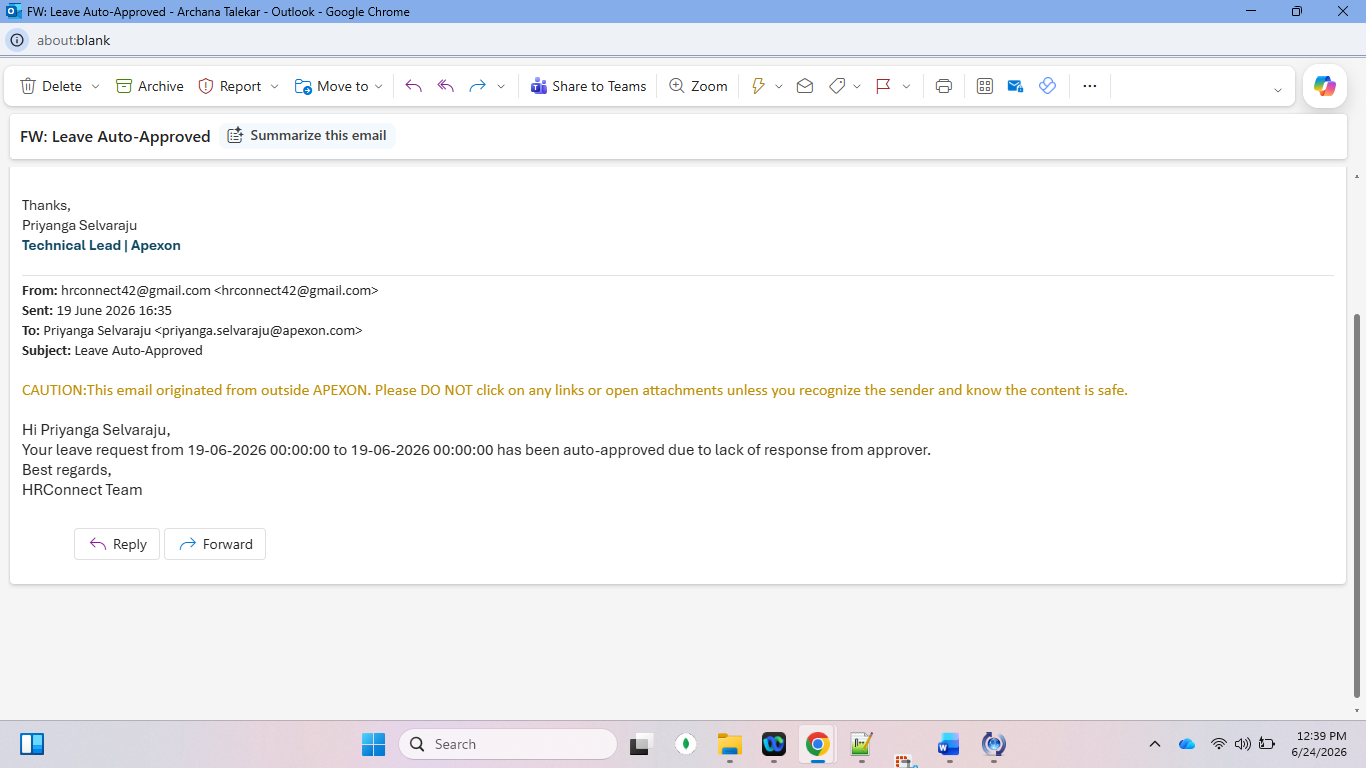 FW: Leave Auto-Approved - Archana Talekar - Outlook - Google Chrome
about:blank
Delete
Archive
Report
Move to
Share to Teams
Zoom
FW: Leave Auto-Approved
Summarize this email
Thanks,
Priyanga Selvaraju
Technical Lead | Apexon
From: hrconnect42@gmail.com <hrconnect42@gmail.com>
Sent: 19 June 2026 16:35
To: Priyanga Selvaraju <priyanga.selvaraju@apexon.com>
Subject: Leave Auto-Approved
CAUTION:This email originated from outside APEXON. Please DO NOT click on any links or open attachments unless you recognize the sender and know the content is safe.
Hi Priyanga Selvaraju,
Your leave request from 19-06-2026 00:00:00 to 19-06-2026 00:00:00 has been auto-approved due to lack of response from approver.
Best regards,
HRConnect Team
Reply
Forward
Search
12:39 PM
6/24/2026